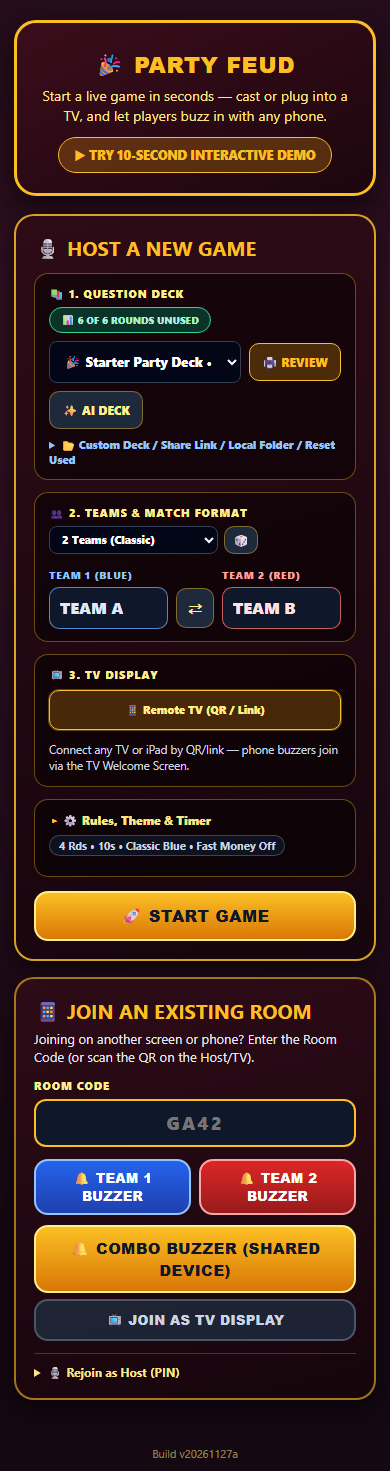 🎉 PARTY FEUD
Start a live game in seconds — cast or plug into a
TV, and let players buzz in with any phone.
▶ TRY 10-SECOND INTERACTIVE DEMO
🎙️ HOST A NEW GAME
📚 1. QUESTION DECK
📊 6 OF 6 ROUNDS UNUSED
🎉 Starter Party Deck •
🖨️ REVIEW
✨ AI DECK
▶ 📂 Custom Deck / Share Link / Local Folder / Reset
Used
👥 2. TEAMS & MATCH FORMAT
2 Teams (Classic)
🎲
TEAM 1 (BLUE)
TEAM 2 (RED)
TEAM A
⇄
TEAM B
📺 3. TV DISPLAY
📱 Remote TV (QR / Link)
Connect any TV or iPad by QR/link — phone buzzers join
via the TV Welcome Screen.
▸ ⚙️ Rules, Theme & Timer
4 Rds • 10s • Classic Blue • Fast Money Off
🚀 START GAME
📱 JOIN AN EXISTING ROOM
Joining on another screen or phone? Enter the Room
Code (or scan the QR on the Host/TV).
ROOM CODE
GA42
🔔 TEAM 1
BUZZER
🔔 TEAM 2
BUZZER
🔔 COMBO BUZZER (SHARED
DEVICE)
📺 JOIN AS TV DISPLAY
▶ 🎙️ Rejoin as Host (PIN)
Build v20261127a